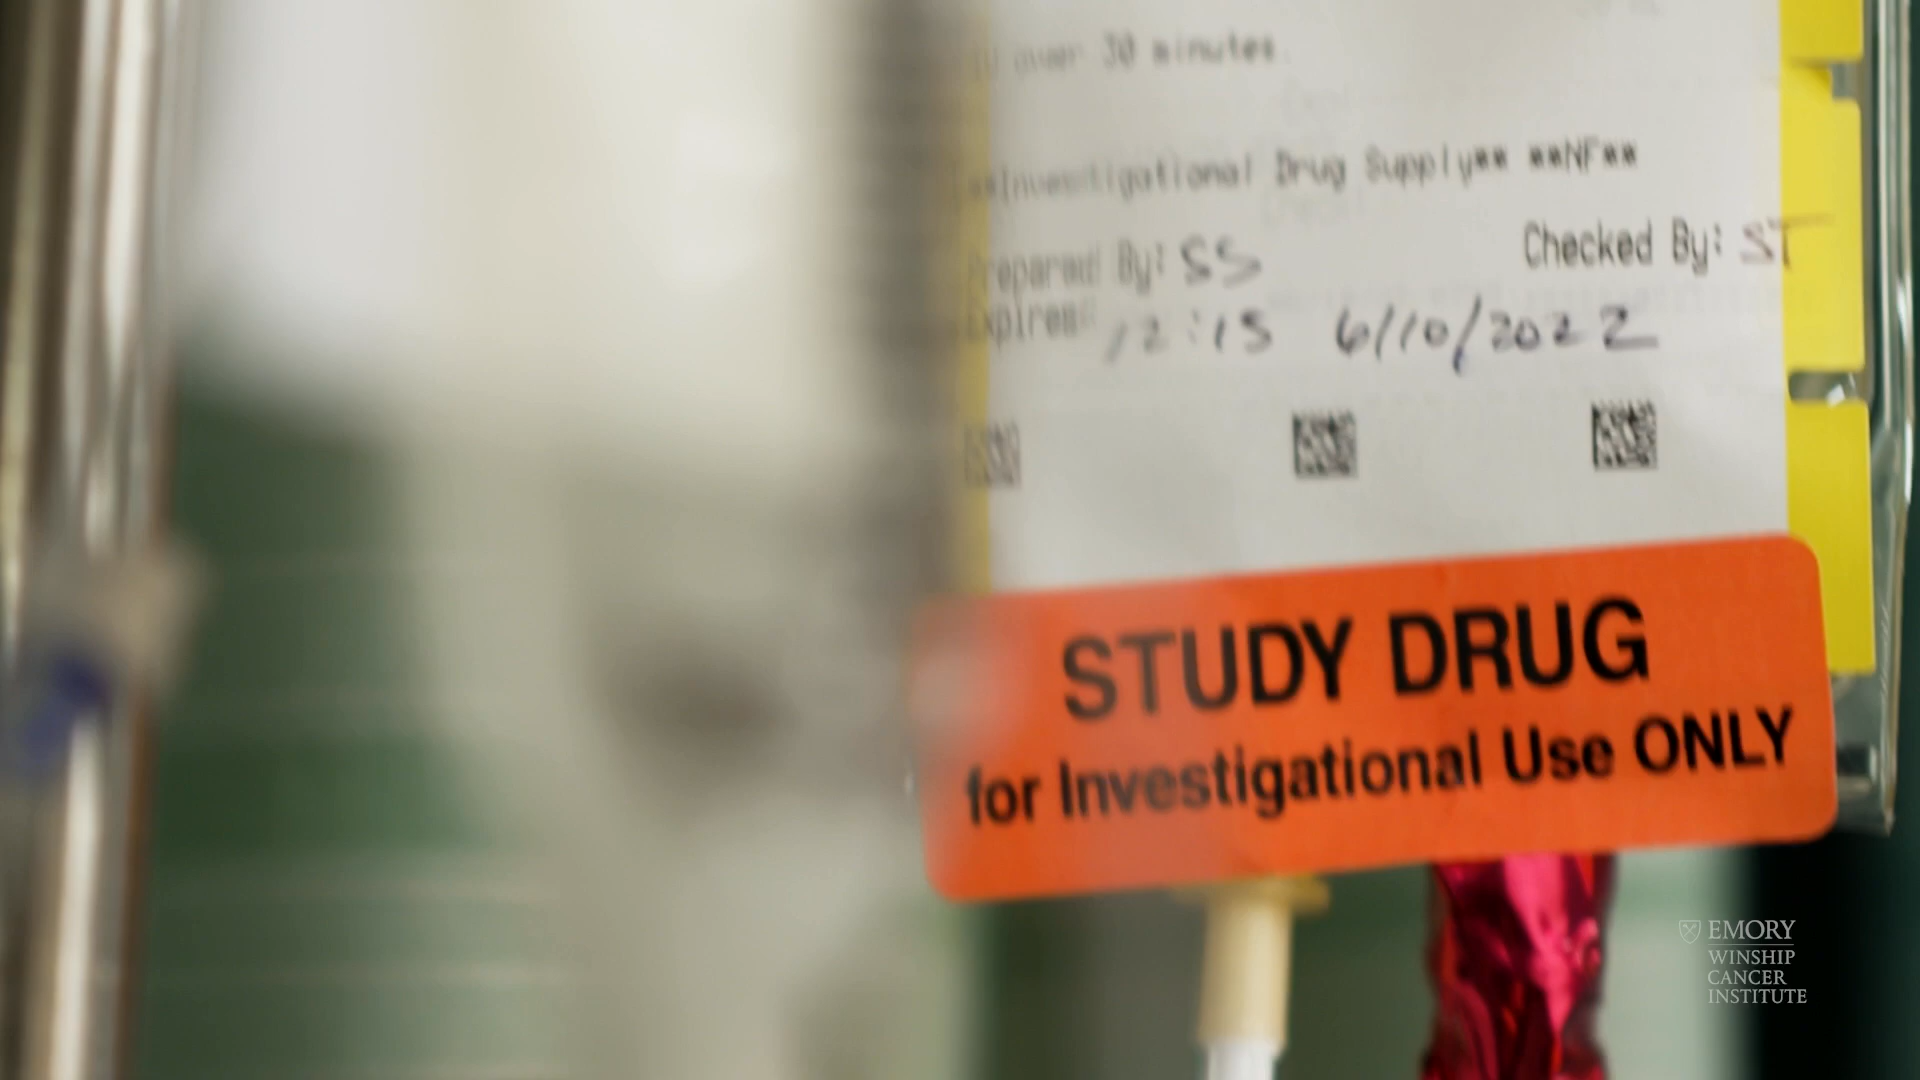 over 30 minutes.
**Investigational Drug Supply** **NF**
Prepared By: SS
Checked By: ST
Expires: 12:15 6/10/2022
STUDY DRUG
for Investigational Use ONLY
EMORY
WINSHIP
CANCER
INSTITUTE